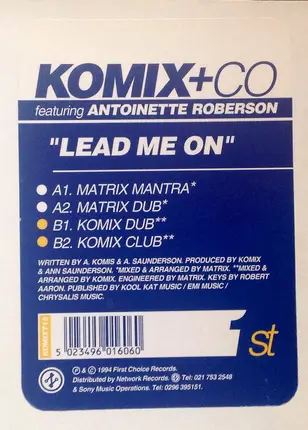 KOMIX+CO
featuring ANTOINETTE ROBERSON
"LEAD ME ON"
A1. MATRIX MANTRA*
A2. MATRIX DUB*
B1. KOMIX DUB**
B2. KOMIX CLUB**
WRITTEN BY A. KOMIS & A. SAUNDERSON. PRODUCED BY KOMIX
& ANN SAUNDERSON. *MIXED & ARRANGED BY MATRIX. **MIXED
& ARRANGED BY KOMIX. ENGINEERED BY MATRIX. KEYS BY ROBERT
AARON. PUBLISHED BY KOOL KAT MUSIC / EMI MUSIC /
CHRYSALIS MUSIC.
KOMIXT10
5 023496 016060
1st
℗ & © 1994 First Choice Records.
Distributed by Network Records. Tel: 021 753 2548
& Sony Music Operations. Tel: 0296 395151.